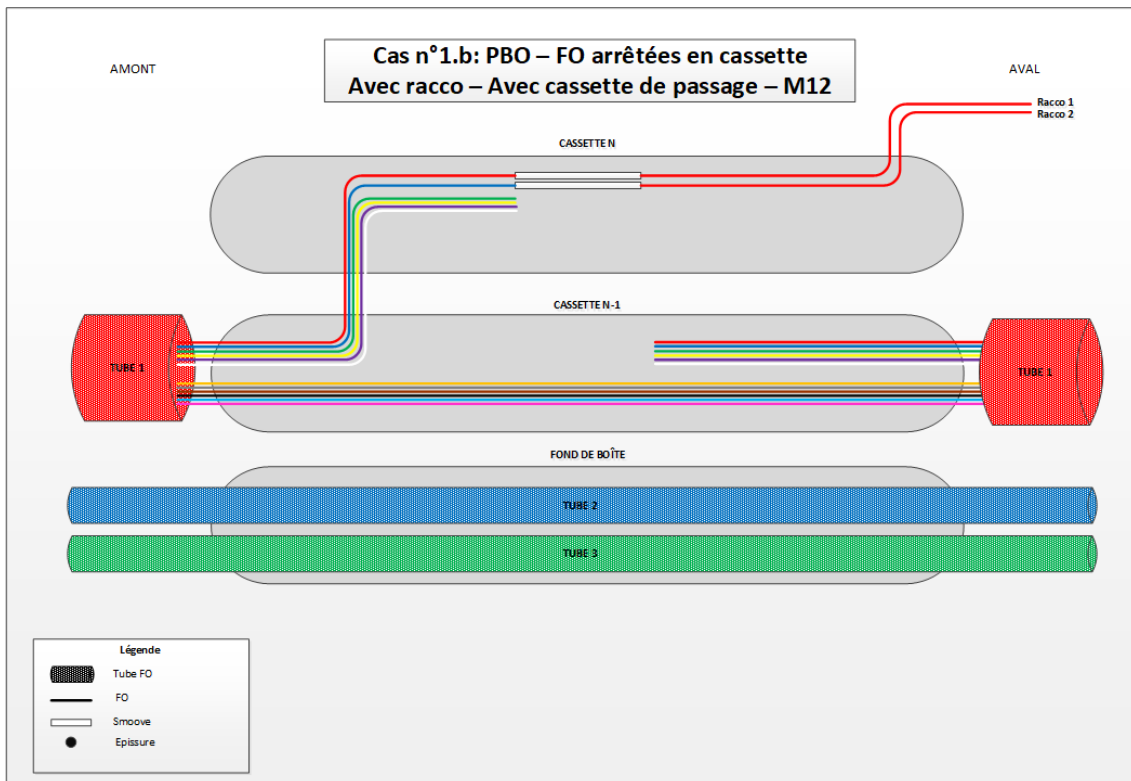 Cas n°1.b: PBO – FO arrêtées en cassette
Avec racco – Avec cassette de passage – M12
AMONT
AVAL
Racco 1
Racco 2
CASSETTE N
CASSETTE N-1
TUBE 1
TUBE 1
FOND DE BOÎTE
TUBE 2
TUBE 3
Légende
Tube FO
FO
Smoove
Epissure